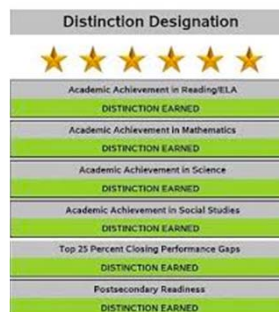 Distinction Designation
Academic Achievement in Reading/ELA
DISTINCTION EARNED
Academic Achievement in Mathematics
DISTINCTION EARNED
Academic Achievement in Science
DISTINCTION EARNED
Academic Achievement in Social Studies
DISTINCTION EARNED
Top 25 Percent Closing Performance Gaps
DISTINCTION EARNED
Postsecondary Readiness
DISTINCTION EARNED